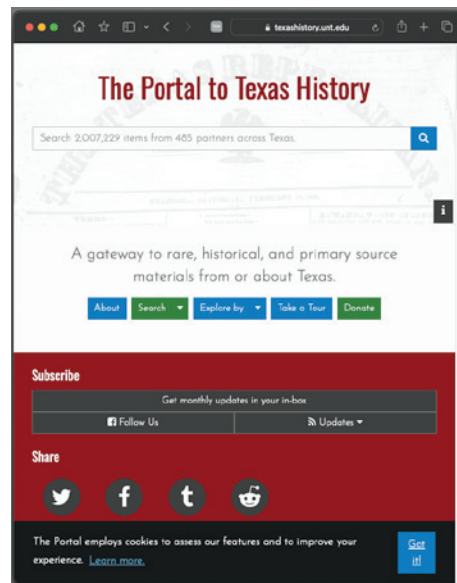 texashistory.unt.edu
The Portal to Texas History
Search 2,007,229 items from 485 partners across Texas.
i
A gateway to rare, historical, and primary source
materials from or about Texas.
About Search Explore by Take a Tour Donate
Subscribe
Get monthly updates in your in-box
Follow Us Updates
Share
The Portal employs cookies to assess our features and to improve your
experience. Learn more.
Got
it!